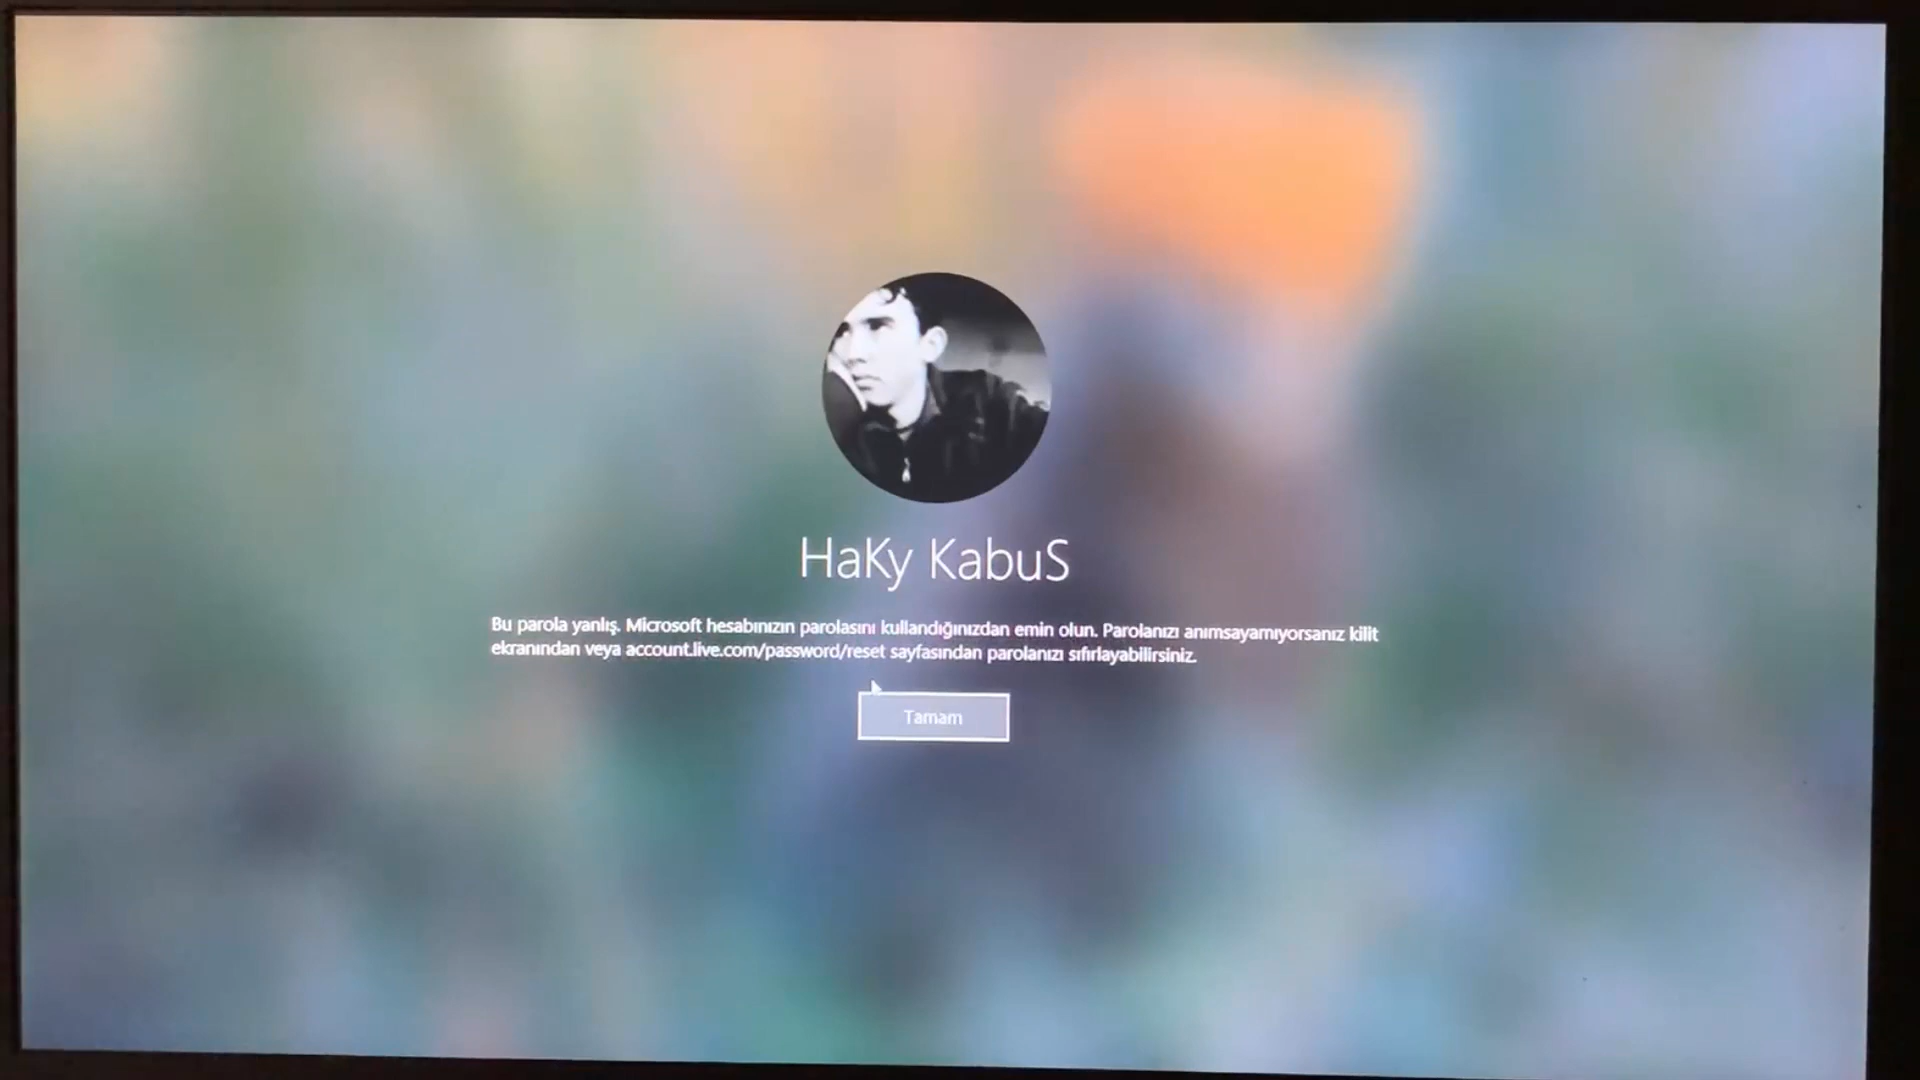 HaKy KabuS
Bu parola yanlış. Microsoft hesabınızın parolasını kullandığınızdan emin olun. Parolanızı anımsayamıyorsanız kilit
ekranından veya account.live.com/password/reset sayfasından parolanızı sıfırlayabilirsiniz.
Tamam